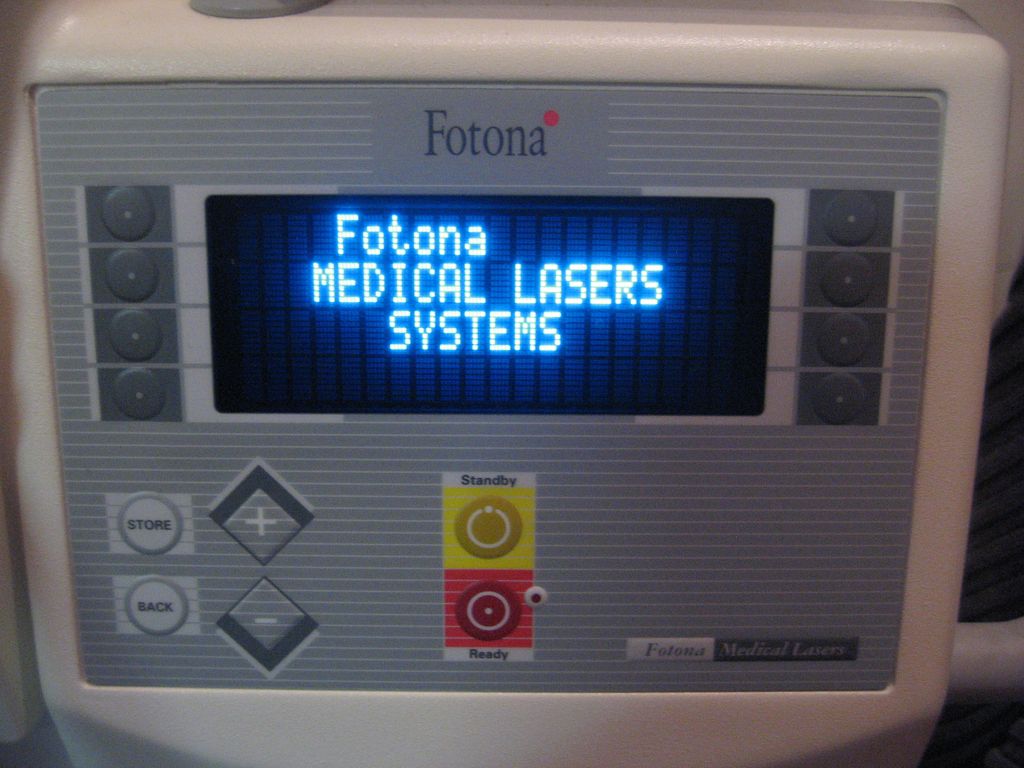 Fotona
Fotona
MEDICAL LASERS
SYSTEMS
Standby
STORE
+
BACK
-
Ready
Fotona Medical Lasers